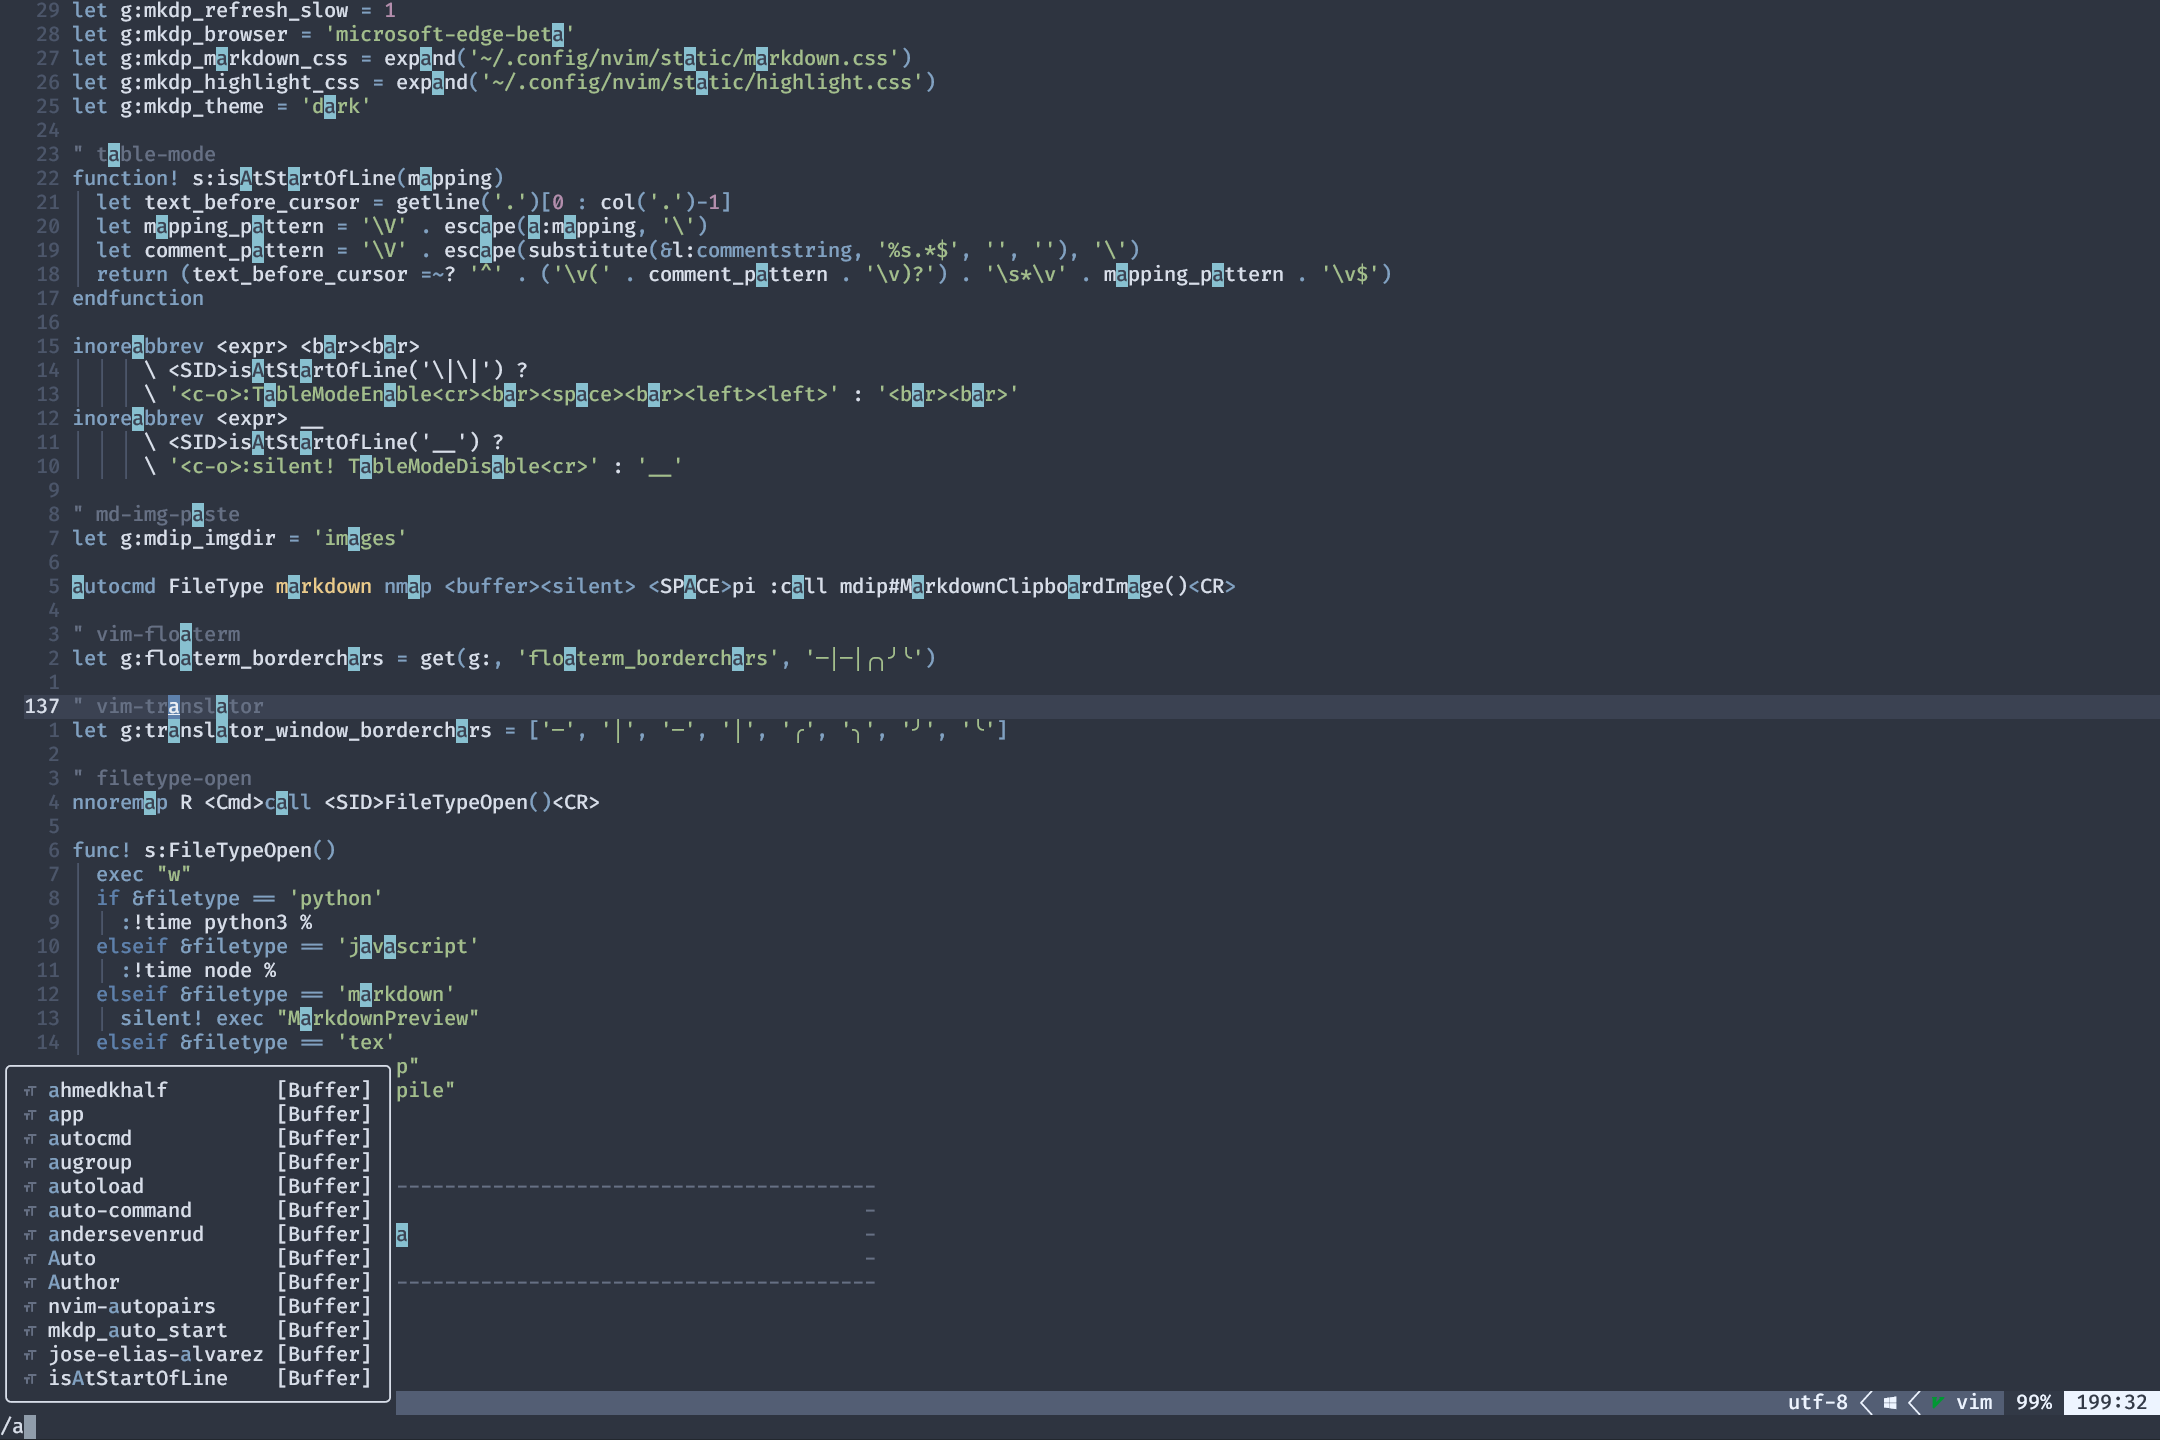 29 let g:mkdp_refresh_slow = 1
28 let g:mkdp_browser = 'microsoft-edge-beta'
27 let g:mkdp_markdown_css = expand('~/.config/nvim/static/markdown.css')
26 let g:mkdp_highlight_css = expand('~/.config/nvim/static/highlight.css')
25 let g:mkdp_theme = 'dark'
24
23 " table-mode
22 function! s:isAtStartOfLine(mapping)
21   let text_before_cursor = getline('.')[0 : col('.')-1]
20   let mapping_pattern = '\V' . escape(a:mapping, '\')
19   let comment_pattern = '\V' . escape(substitute(&l:commentstring, '%s.*$', '', ''), '\')
18   return (text_before_cursor =~? '^' . ('\v(' . comment_pattern . '\v)?') . '\s*\v' . mapping_pattern . '\v$')
17 endfunction
16
15 inoreabbrev <expr> <bar><bar>
14       \ <SID>isAtStartOfLine('\|\|') ?
13       \ '<c-o>:TableModeEnable<cr><bar><space><bar><left><left>' : '<bar><bar>'
12 inoreabbrev <expr> __
11       \ <SID>isAtStartOfLine('__') ?
10       \ '<c-o>:silent! TableModeDisable<cr>' : '__'
9
8 " md-img-paste
7 let g:mdip_imgdir = 'images'
6
5 autocmd FileType markdown nmap <buffer><silent> <SPACE>pi :call mdip#MarkdownClipboardImage()<CR>
4
3 " vim-floaterm
2 let g:floaterm_borderchars = get(g:, 'floaterm_borderchars', '─│─│╭╮╯╰')
1
137 " vim-translator
1 let g:translator_window_borderchars = ['─', '│', '─', '│', '╭', '╮', '╯', '╰']
2
3 " filetype-open
4 nnoremap R <Cmd>call <SID>FileTypeOpen()<CR>
5
6 func! s:FileTypeOpen()
7   exec "w"
8   if &filetype == 'python'
9     :!time python3 %
10   elseif &filetype == 'javascript'
11     :!time node %
12   elseif &filetype == 'markdown'
13     silent! exec "MarkdownPreview"
14   elseif &filetype == 'tex'
p"
pile"
ahmedkhalf [Buffer]
app [Buffer]
autocmd [Buffer]
augroup [Buffer]
autoload [Buffer]
auto-command [Buffer]
andersevenrud [Buffer]
a
Auto [Buffer]
Author [Buffer]
nvim-autopairs [Buffer]
mkdp_auto_start [Buffer]
jose-elias-alvarez [Buffer]
isAtStartOfLine [Buffer]
utf-8 vim 99% 199:32
/a